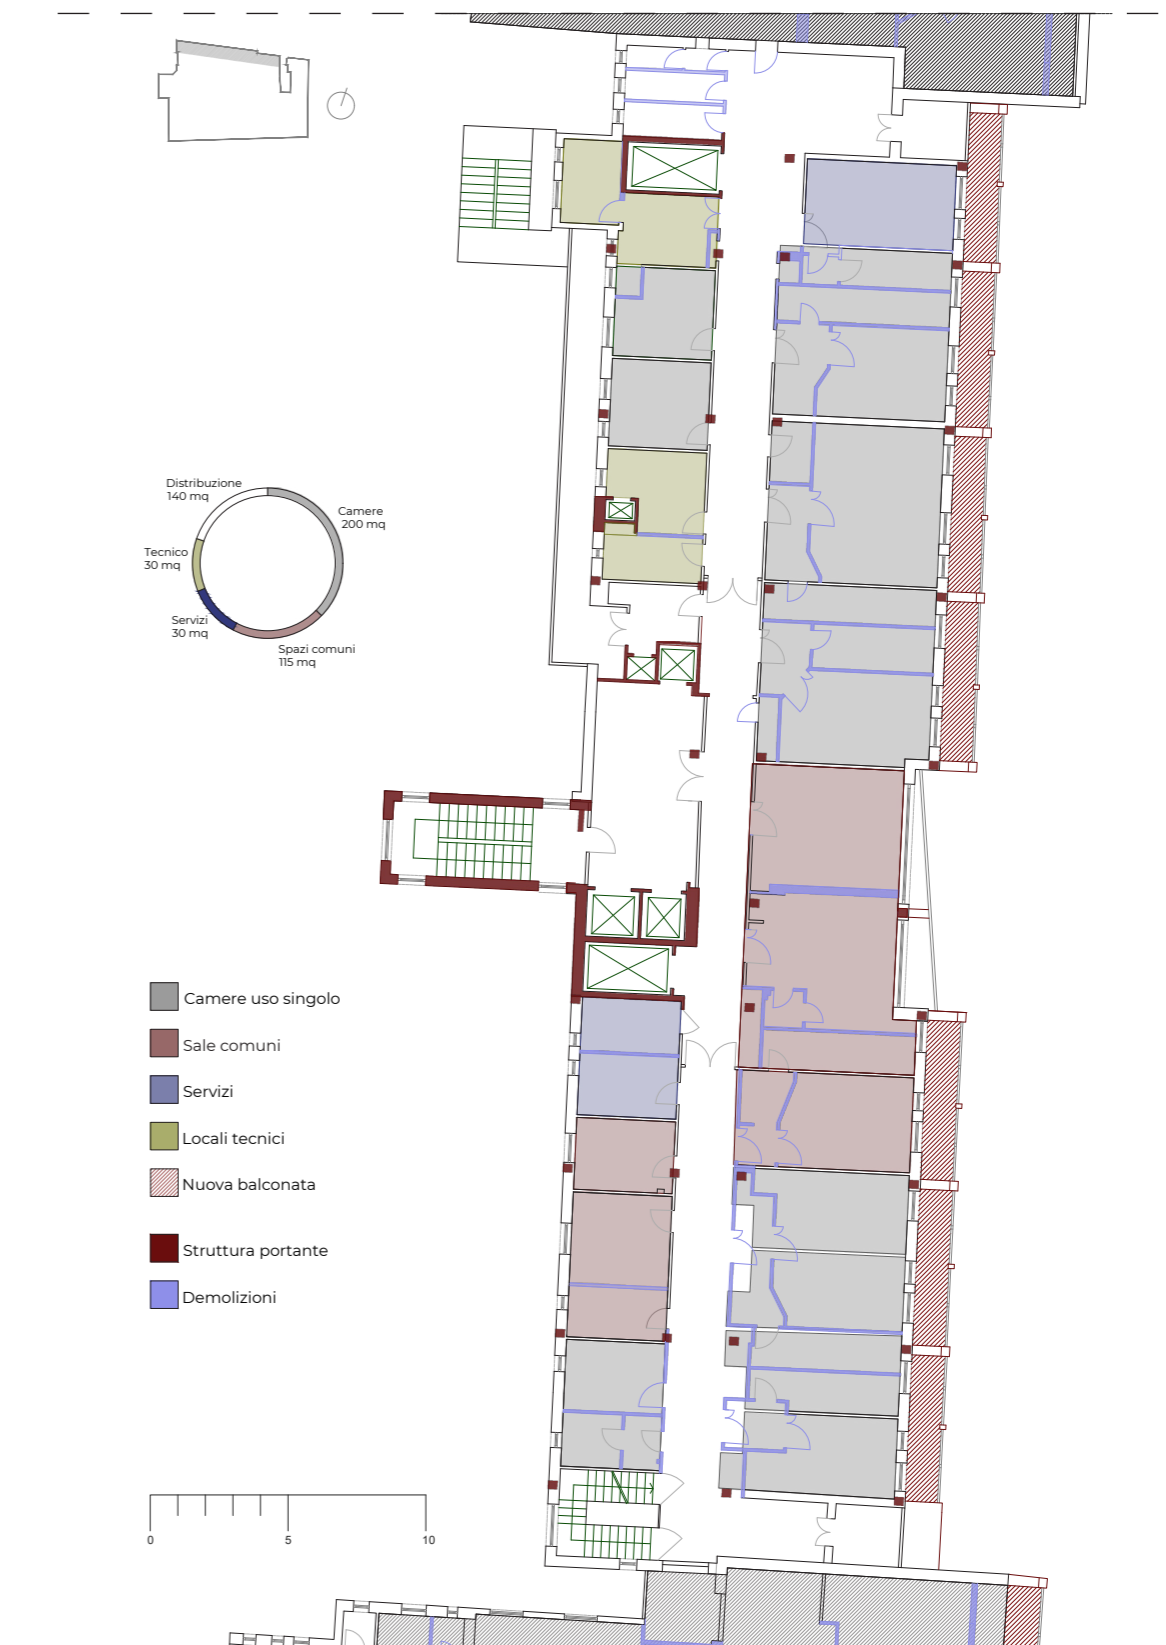 Distribuzione
140 mq
Camere
200 mq
Tecnico
30 mq
Servizi
30 mq
Spazi comuni
115 mq
Camere uso singolo
Sale comuni
Servizi
Locali tecnici
Nuova balconata
Struttura portante
Demolizioni
0 5 10